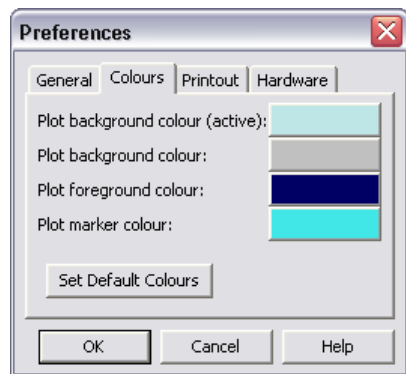 Preferences
General Colours Printout Hardware
Plot background colour (active):
Plot background colour:
Plot foreground colour:
Plot marker colour:
Set Default Colours
OK Cancel Help